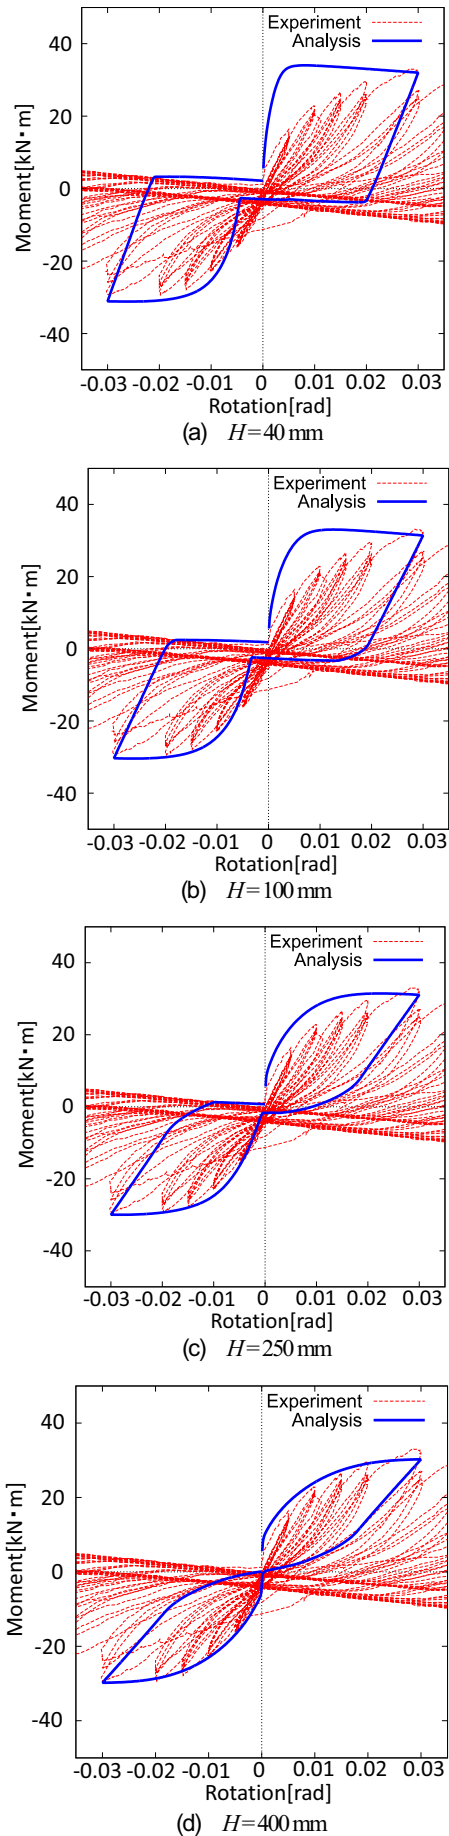 Experiment
Analysis
Moment[kN・m]
40
20
0
-20
-40
-0.03 -0.02 -0.01 0 0.01 0.02 0.03
Rotation[rad]
(a) H=40 mm
Experiment
Analysis
Moment[kN・m]
40
20
0
-20
-40
-0.03 -0.02 -0.01 0 0.01 0.02 0.03
Rotation[rad]
(b) H=100 mm
Experiment
Analysis
Moment[kN・m]
40
20
0
-20
-40
-0.03 -0.02 -0.01 0 0.01 0.02 0.03
Rotation[rad]
(c) H=250 mm
Experiment
Analysis
Moment[kN・m]
40
20
0
-20
-40
-0.03 -0.02 -0.01 0 0.01 0.02 0.03
Rotation[rad]
(d) H=400 mm